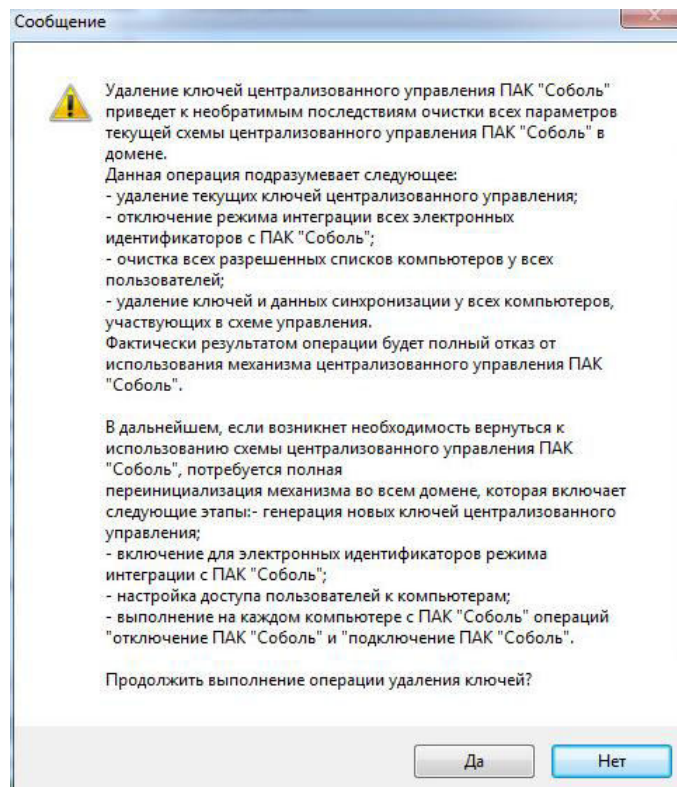 Сообщение
Удаление ключей централизованного управления ПАК "Соболь"
приведет к необратимым последствиям очистки всех параметров
текущей схемы централизованного управления ПАК "Соболь" в
домене.
Данная операция подразумевает следующее:
- удаление текущих ключей централизованного управления;
- отключение режима интеграции всех электронных
идентификаторов с ПАК "Соболь";
- очистка всех разрешенных списков компьютеров у всех
пользователей;
- удаление ключей и данных синхронизации у всех компьютеров,
участвующих в схеме управления.
Фактически результатом операции будет полный отказ от
использования механизма централизованного управления ПАК
"Соболь".
В дальнейшем, если возникнет необходимость вернуться к
использованию схемы централизованного управления ПАК
"Соболь", потребуется полная
переинициализация механизма во всем домене, которая включает
следующие этапы:- генерация новых ключей централизованного
управления;
- включение для электронных идентификаторов режима
интеграции с ПАК "Соболь";
- настройка доступа пользователей к компьютерам;
- выполнение на каждом компьютере с ПАК "Соболь" операций
"отключение ПАК "Соболь" и "подключение ПАК "Соболь".
Продолжить выполнение операции удаления ключей?
Да
Нет